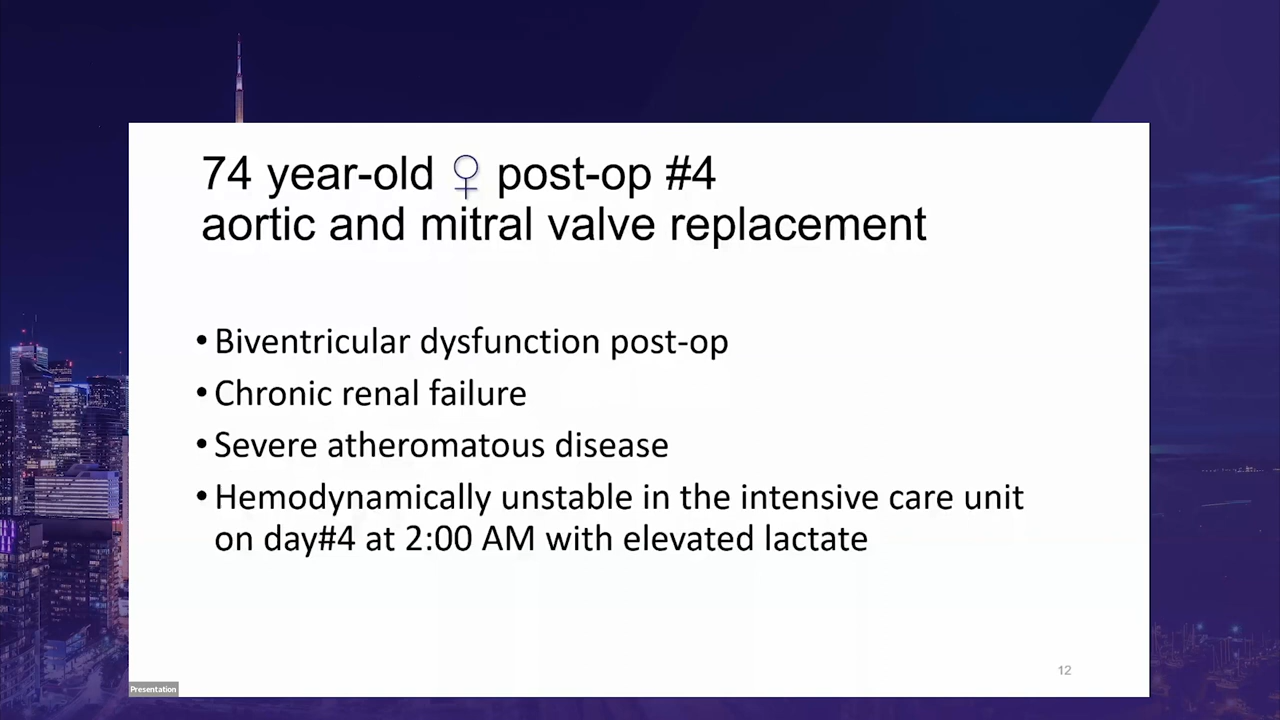 74 year-old ♀ post-op #4
aortic and mitral valve replacement
• Biventricular dysfunction post-op
• Chronic renal failure
• Severe atheromatous disease
• Hemodynamically unstable in the intensive care unit
on day#4 at 2:00 AM with elevated lactate
12
Presentation